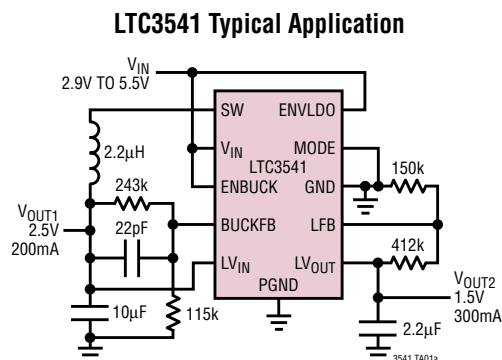 LTC3541 Typical Application
VIN
2.9V TO 5.5V
SW
ENVLDO
2.2μH
VIN
MODE
LTC3541
150k
243k
ENBUCK
GND
VOUT1
2.5V
200mA
22pF
BUCKFB
LFB
412k
LVIN
LVOUT
VOUT2
1.5V
300mA
PGND
10μF
115k
2.2μF
3541 TA01a